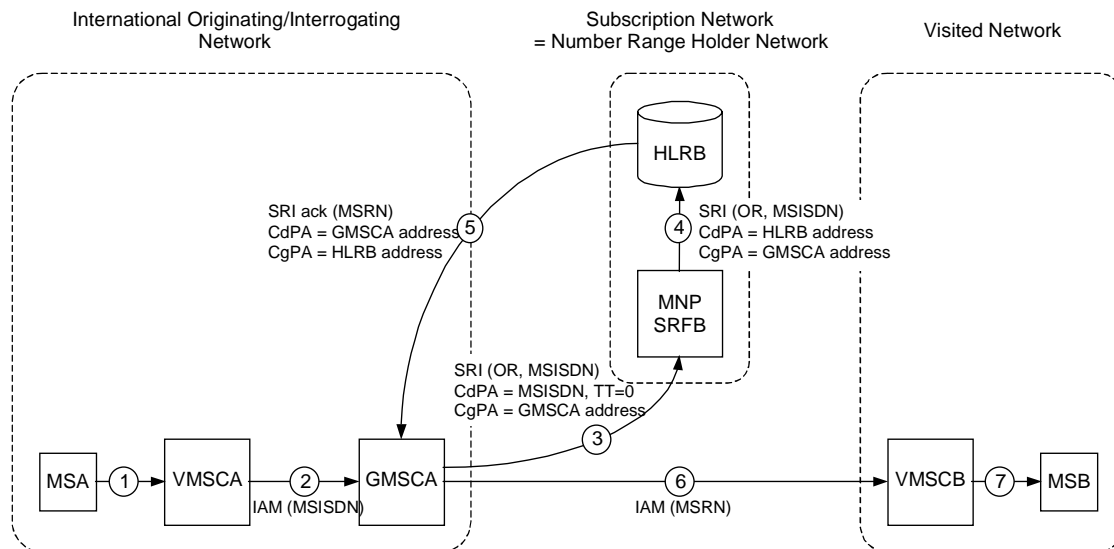 International Originating/Interrogating
Network
Subscription Network
= Number Range Holder Network
Visited Network
HLRB
SRI ack (MSRN)
CdPA = GMSCA address
CgPA = HLRB address
5
4
SRI (OR, MSISDN)
CdPA = HLRB address
CgPA = GMSCA address
MNP
SRFB
SRI (OR, MSISDN)
CdPA = MSISDN, TT=0
CgPA = GMSCA address
3
MSA
1
VMSCA
2
IAM (MSISDN)
GMSCA
6
IAM (MSRN)
VMSCB
7
MSB